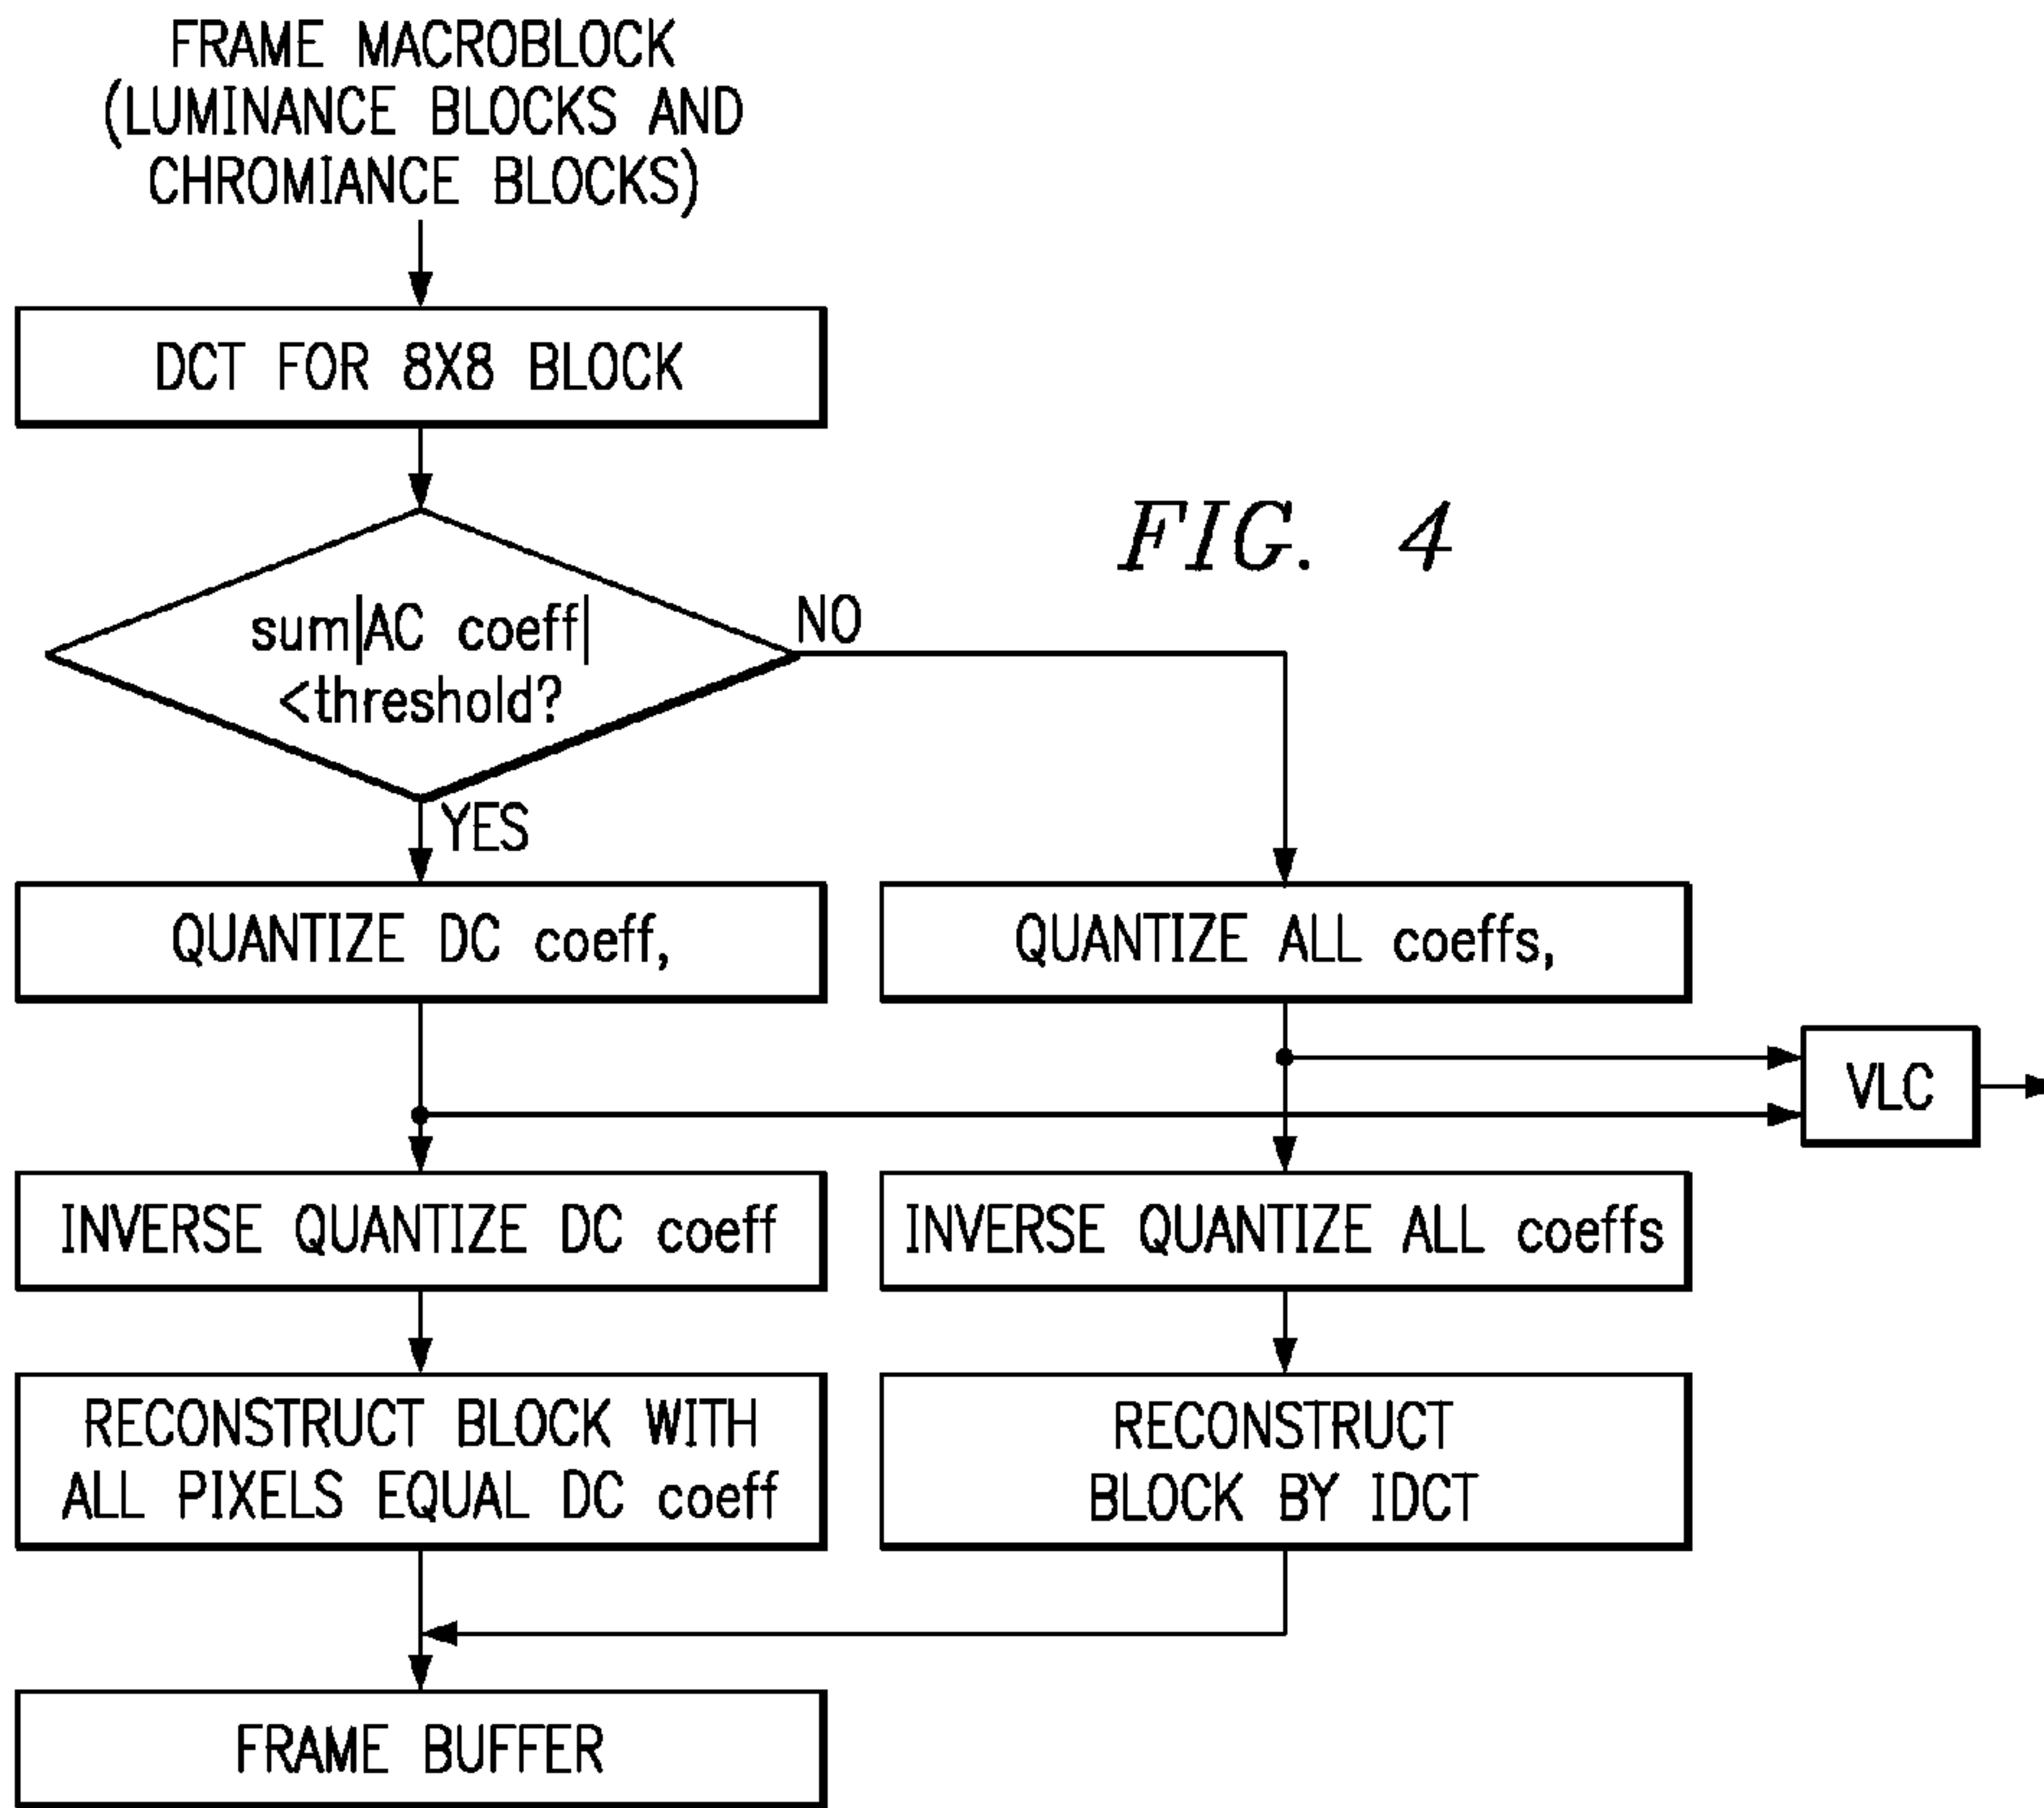 FRAME MACROBLOCK
(LUMINANCE BLOCKS AND
CHROMIANCE BLOCKS)
DCT FOR 8X8 BLOCK
FIG. 4
sum|AC coeff|
<threshold?
NO
YES
QUANTIZE DC coeff,
QUANTIZE ALL coeffs,
VLC
INVERSE QUANTIZE DC coeff
INVERSE QUANTIZE ALL coeffs
RECONSTRUCT BLOCK WITH
ALL PIXELS EQUAL DC coeff
RECONSTRUCT
BLOCK BY IDCT
FRAME BUFFER